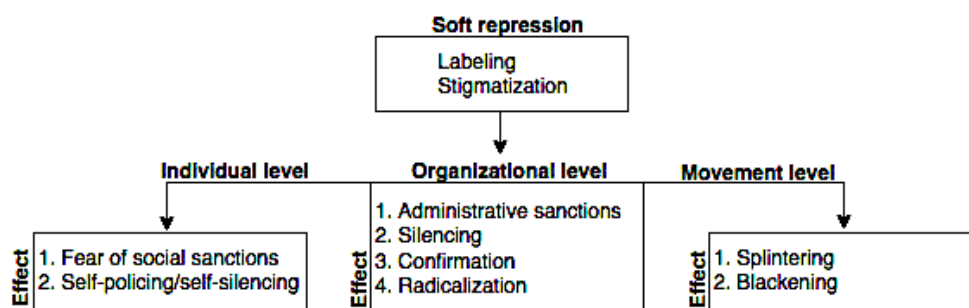 Soft repression
Labeling
Stigmatization
Individual level
Organizational level
Movement level
Effect
1. Fear of social sanctions
2. Self-policing/self-silencing
Effect
1. Administrative sanctions
2. Silencing
3. Confirmation
4. Radicalization
Effect
1. Splintering
2. Blackening